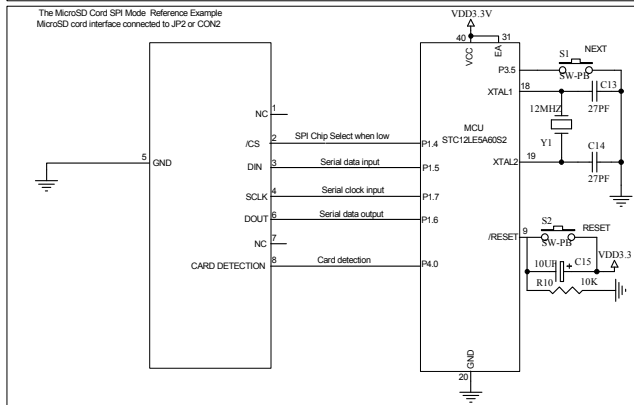 The MicroSD Cord SPI Mode Reference Example
MicroSD cord interface connected to JP2 or CON2
VDD3.3V
40
31
VCC
EA
S1
NEXT
P3.5
SW-PB
NC
1
/CS
2
SPI Chip Select when low
P1.4
5
GND
DIN
3
Serial data input
P1.5
SCLK
4
Serial clock input
P1.7
DOUT
6
Serial data output
P1.6
NC
7
CARD DETECTION
8
Card detection
P4.0
MCU
STC12LE5A60S2
XTAL1
18
C13
12MHZ
27PF
Y1
XTAL2
19
C14
27PF
/RESET
9
S2
RESET
SW-PB
VDD3.3
10UF
+
C15
R10
10K
GND
20